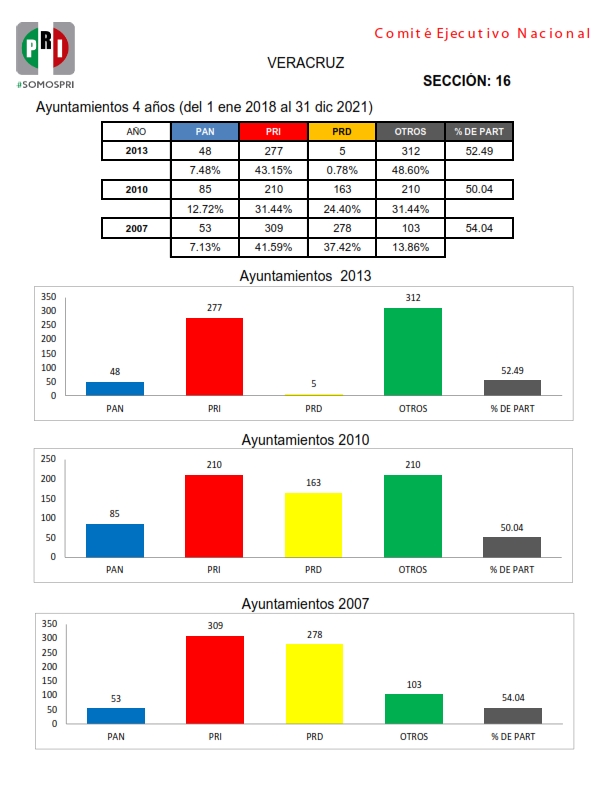 Comité Ejecutivo Nacional
PRI
#SOMOSPRI
VERACRUZ
SECCIÓN: 16
Ayuntamientos 4 años (del 1 ene 2018 al 31 dic 2021)
AÑO PAN PRI PRD OTROS % DE PART
2013 48 277 5 312 52.49
7.48% 43.15% 0.78% 48.60%
2010 85 210 163 210 50.04
12.72% 31.44% 24.40% 31.44%
2007 53 309 278 103 54.04
7.13% 41.59% 37.42% 13.86%
Ayuntamientos 2013
350
300
250
200
150
100
50
0
48 277 5 312 52.49
PAN PRI PRD OTROS % DE PART
Ayuntamientos 2010
250
200
150
100
50
0
85 210 163 210 50.04
PAN PRI PRD OTROS % DE PART
Ayuntamientos 2007
350
300
250
200
150
100
50
0
53 309 278 103 54.04
PAN PRI PRD OTROS % DE PART